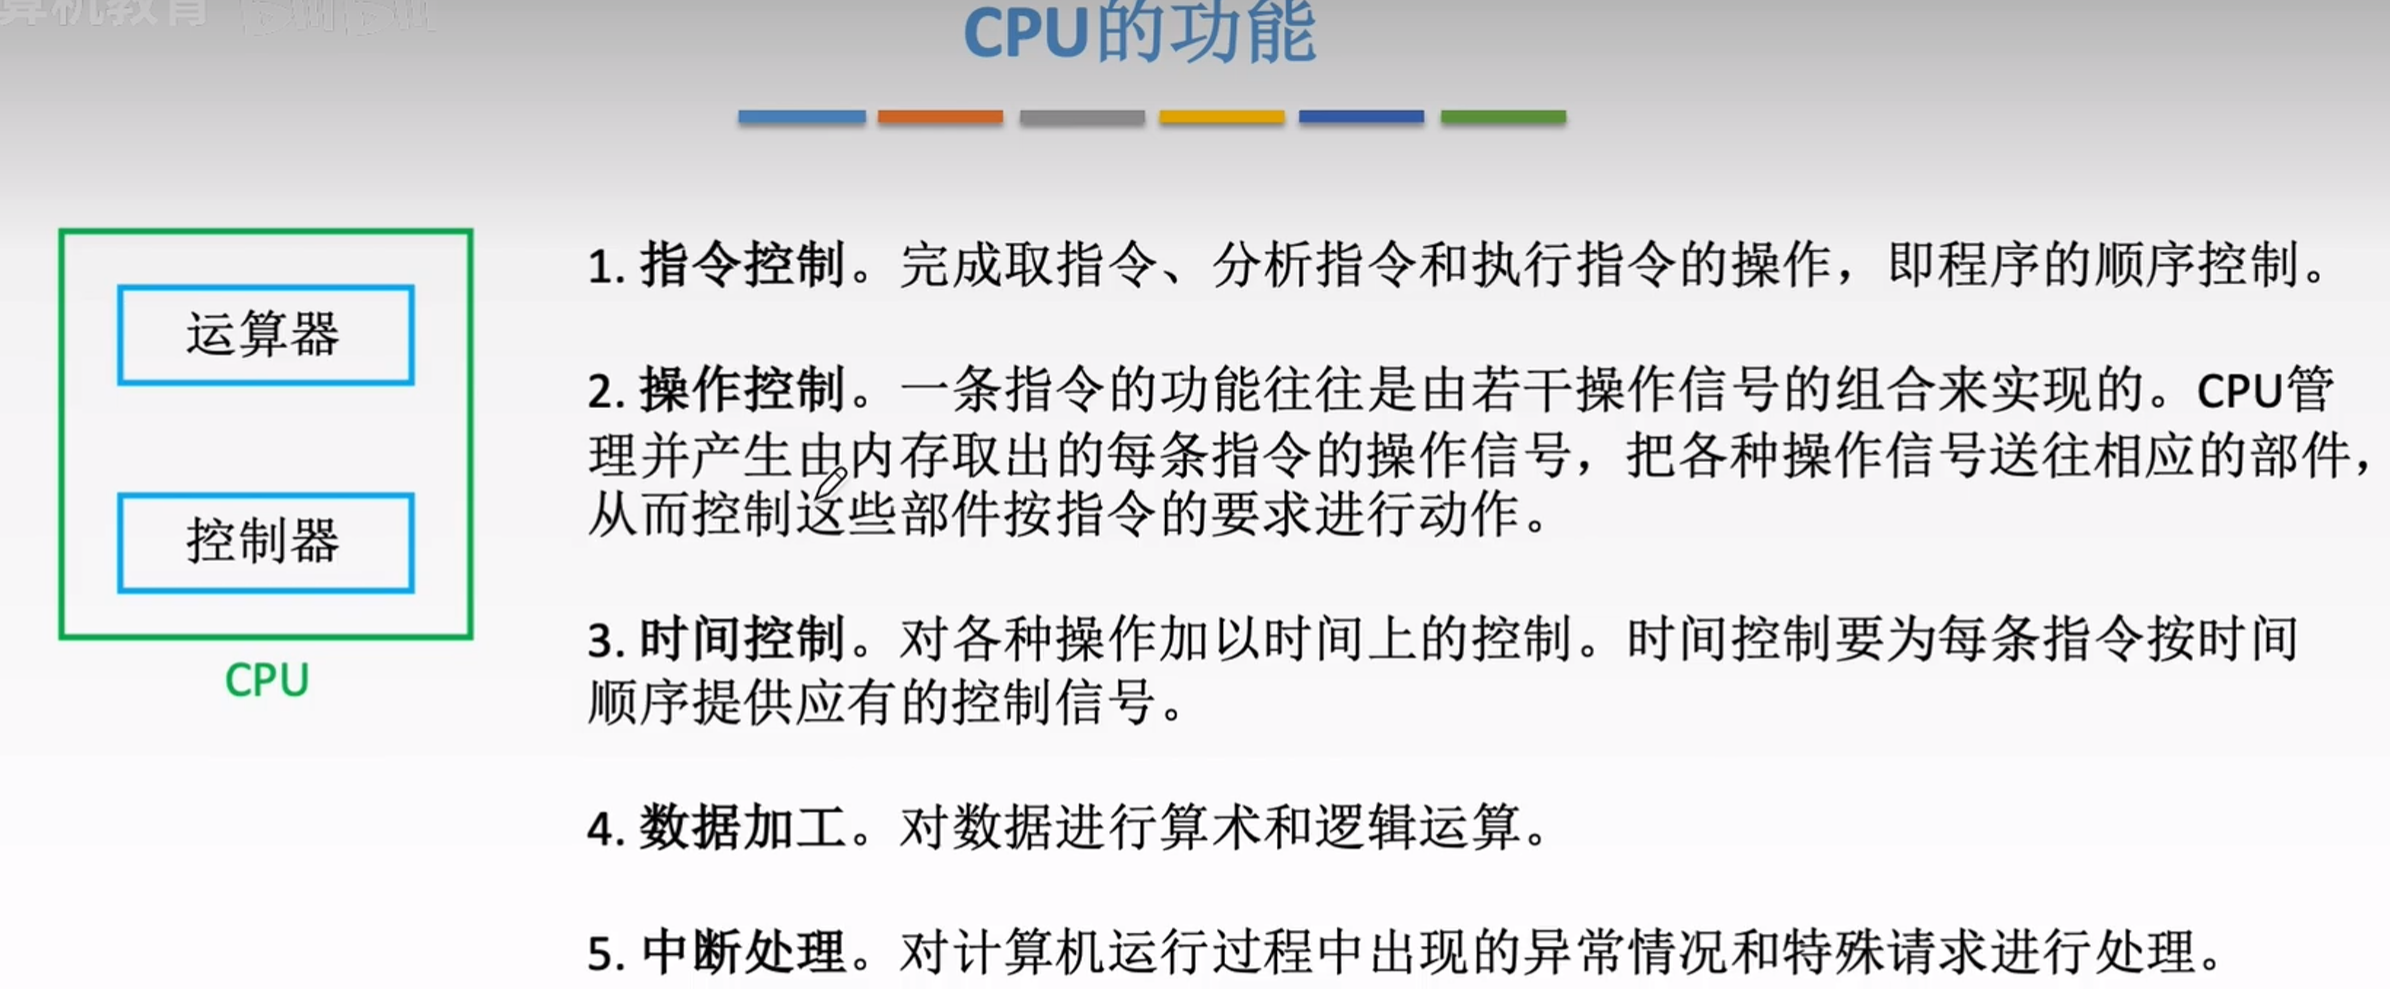 算机教育 bilibili
CPU的功能
运算器
控制器
CPU
1. 指令控制。完成取指令、分析指令和执行指令的操作，即程序的顺序控制。
2. 操作控制。一条指令的功能往往是由若干操作信号的组合来实现的。CPU管
理并产生由内存取出的每条指令的操作信号，把各种操作信号送往相应的部件，
从而控制这些部件按指令的要求进行动作。
3. 时间控制。对各种操作加以时间上的控制。时间控制要为每条指令按时间
顺序提供应有的控制信号。
4. 数据加工。对数据进行算术和逻辑运算。
5. 中断处理。对计算机运行过程中出现的异常情况和特殊请求进行处理。